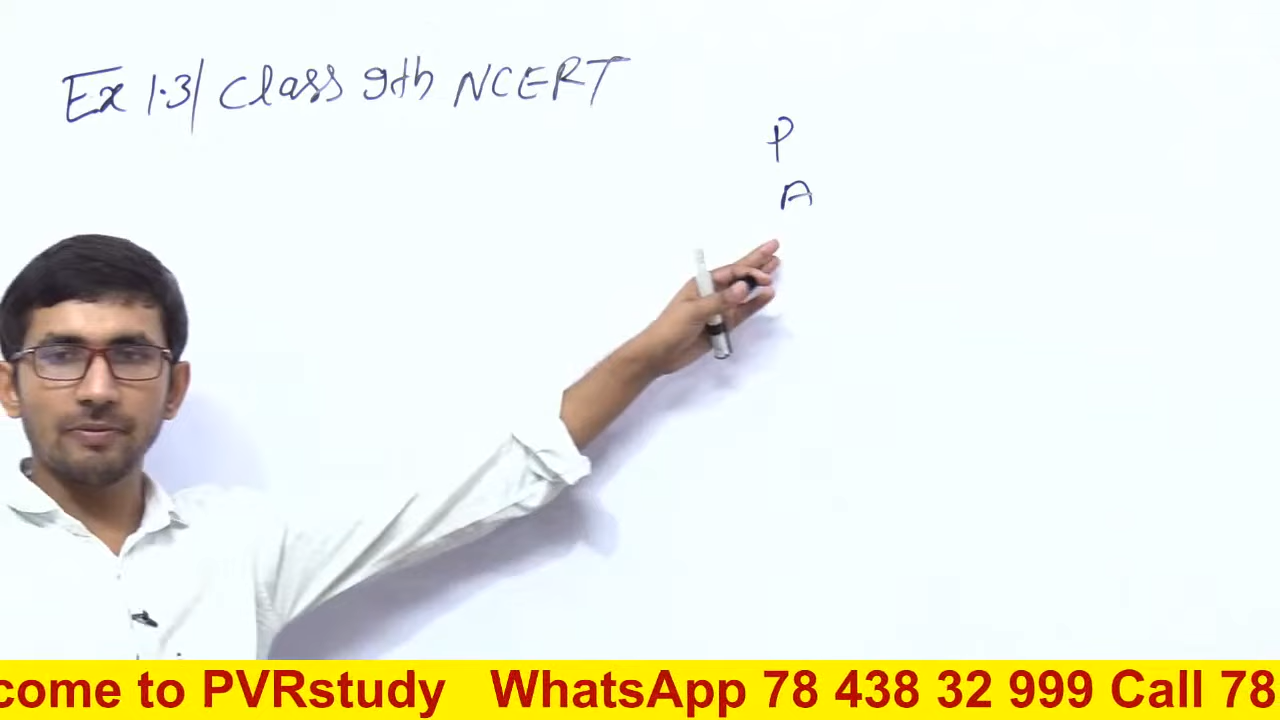 Ex 1.3| Class 9th NCERT
P
A
come to PVRstudy WhatsApp 78 438 32 999 Call 78